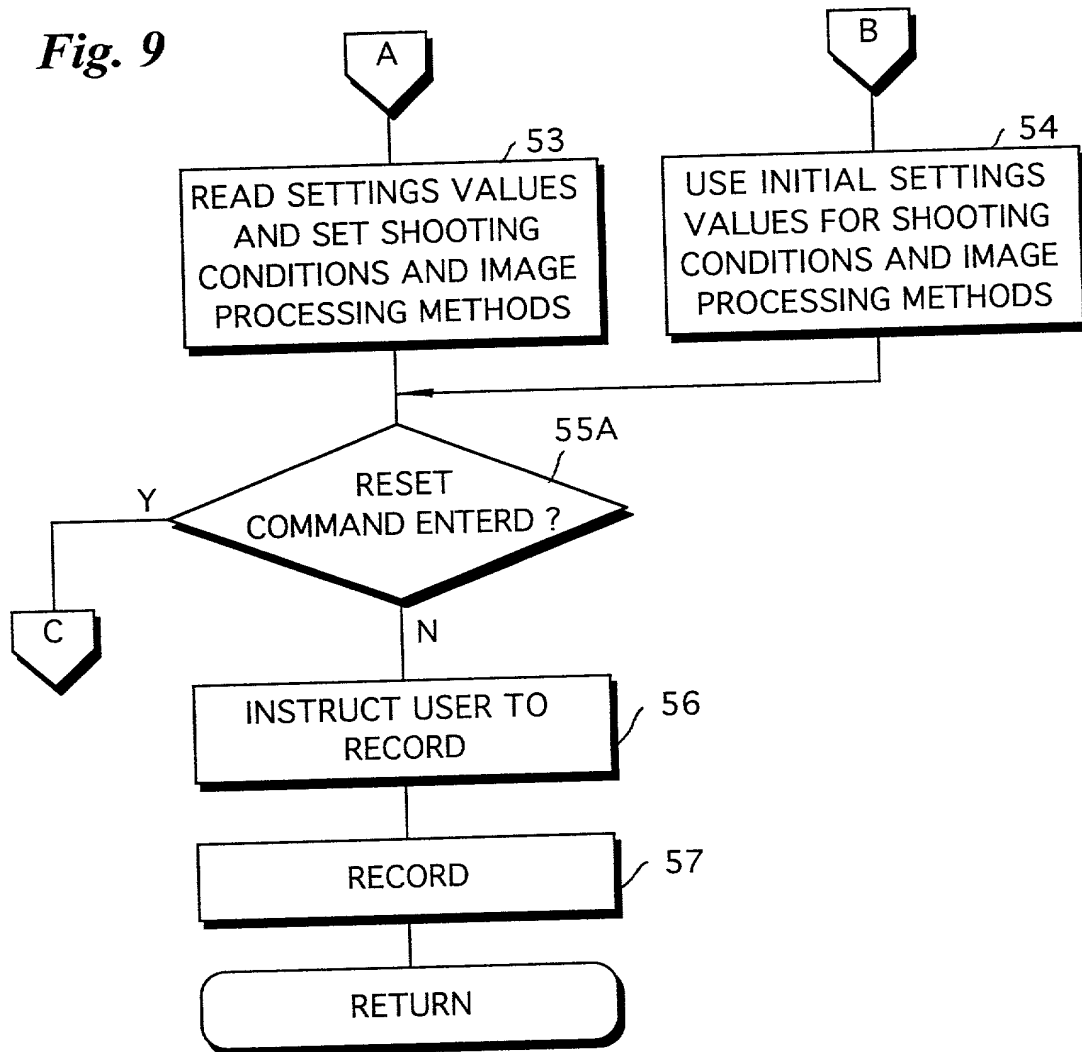 Fig. 9
A
B
53
READ SETTINGS VALUES
AND SET SHOOTING
CONDITIONS AND IMAGE
PROCESSING METHODS
54
USE INITIAL SETTINGS
VALUES FOR SHOOTING
CONDITIONS AND IMAGE
PROCESSING METHODS
55A
RESET
COMMAND ENTERD ?
Y
C
N
INSTRUCT USER TO
RECORD
56
RECORD
57
RETURN